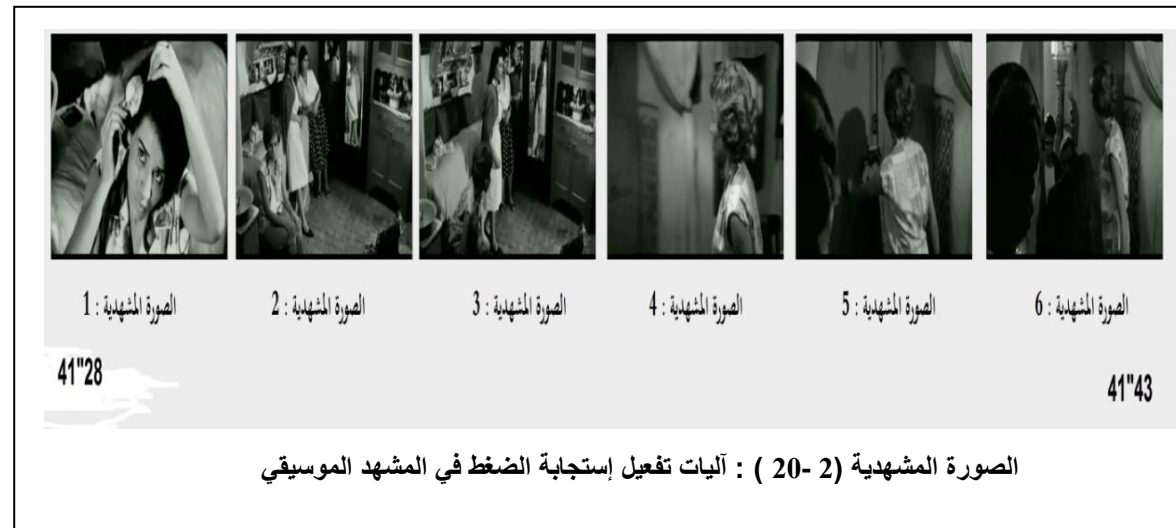 الصورة المشهدية : 1 الصورة المشهدية : 2 الصورة المشهدية : 3 الصورة المشهدية : 4 الصورة المشهدية : 5 الصورة المشهدية : 6
41"28 41"43
الصورة المشهدية (2 -20 ) : آليات تفعيل إستجابة الضغط في المشهد الموسيقي